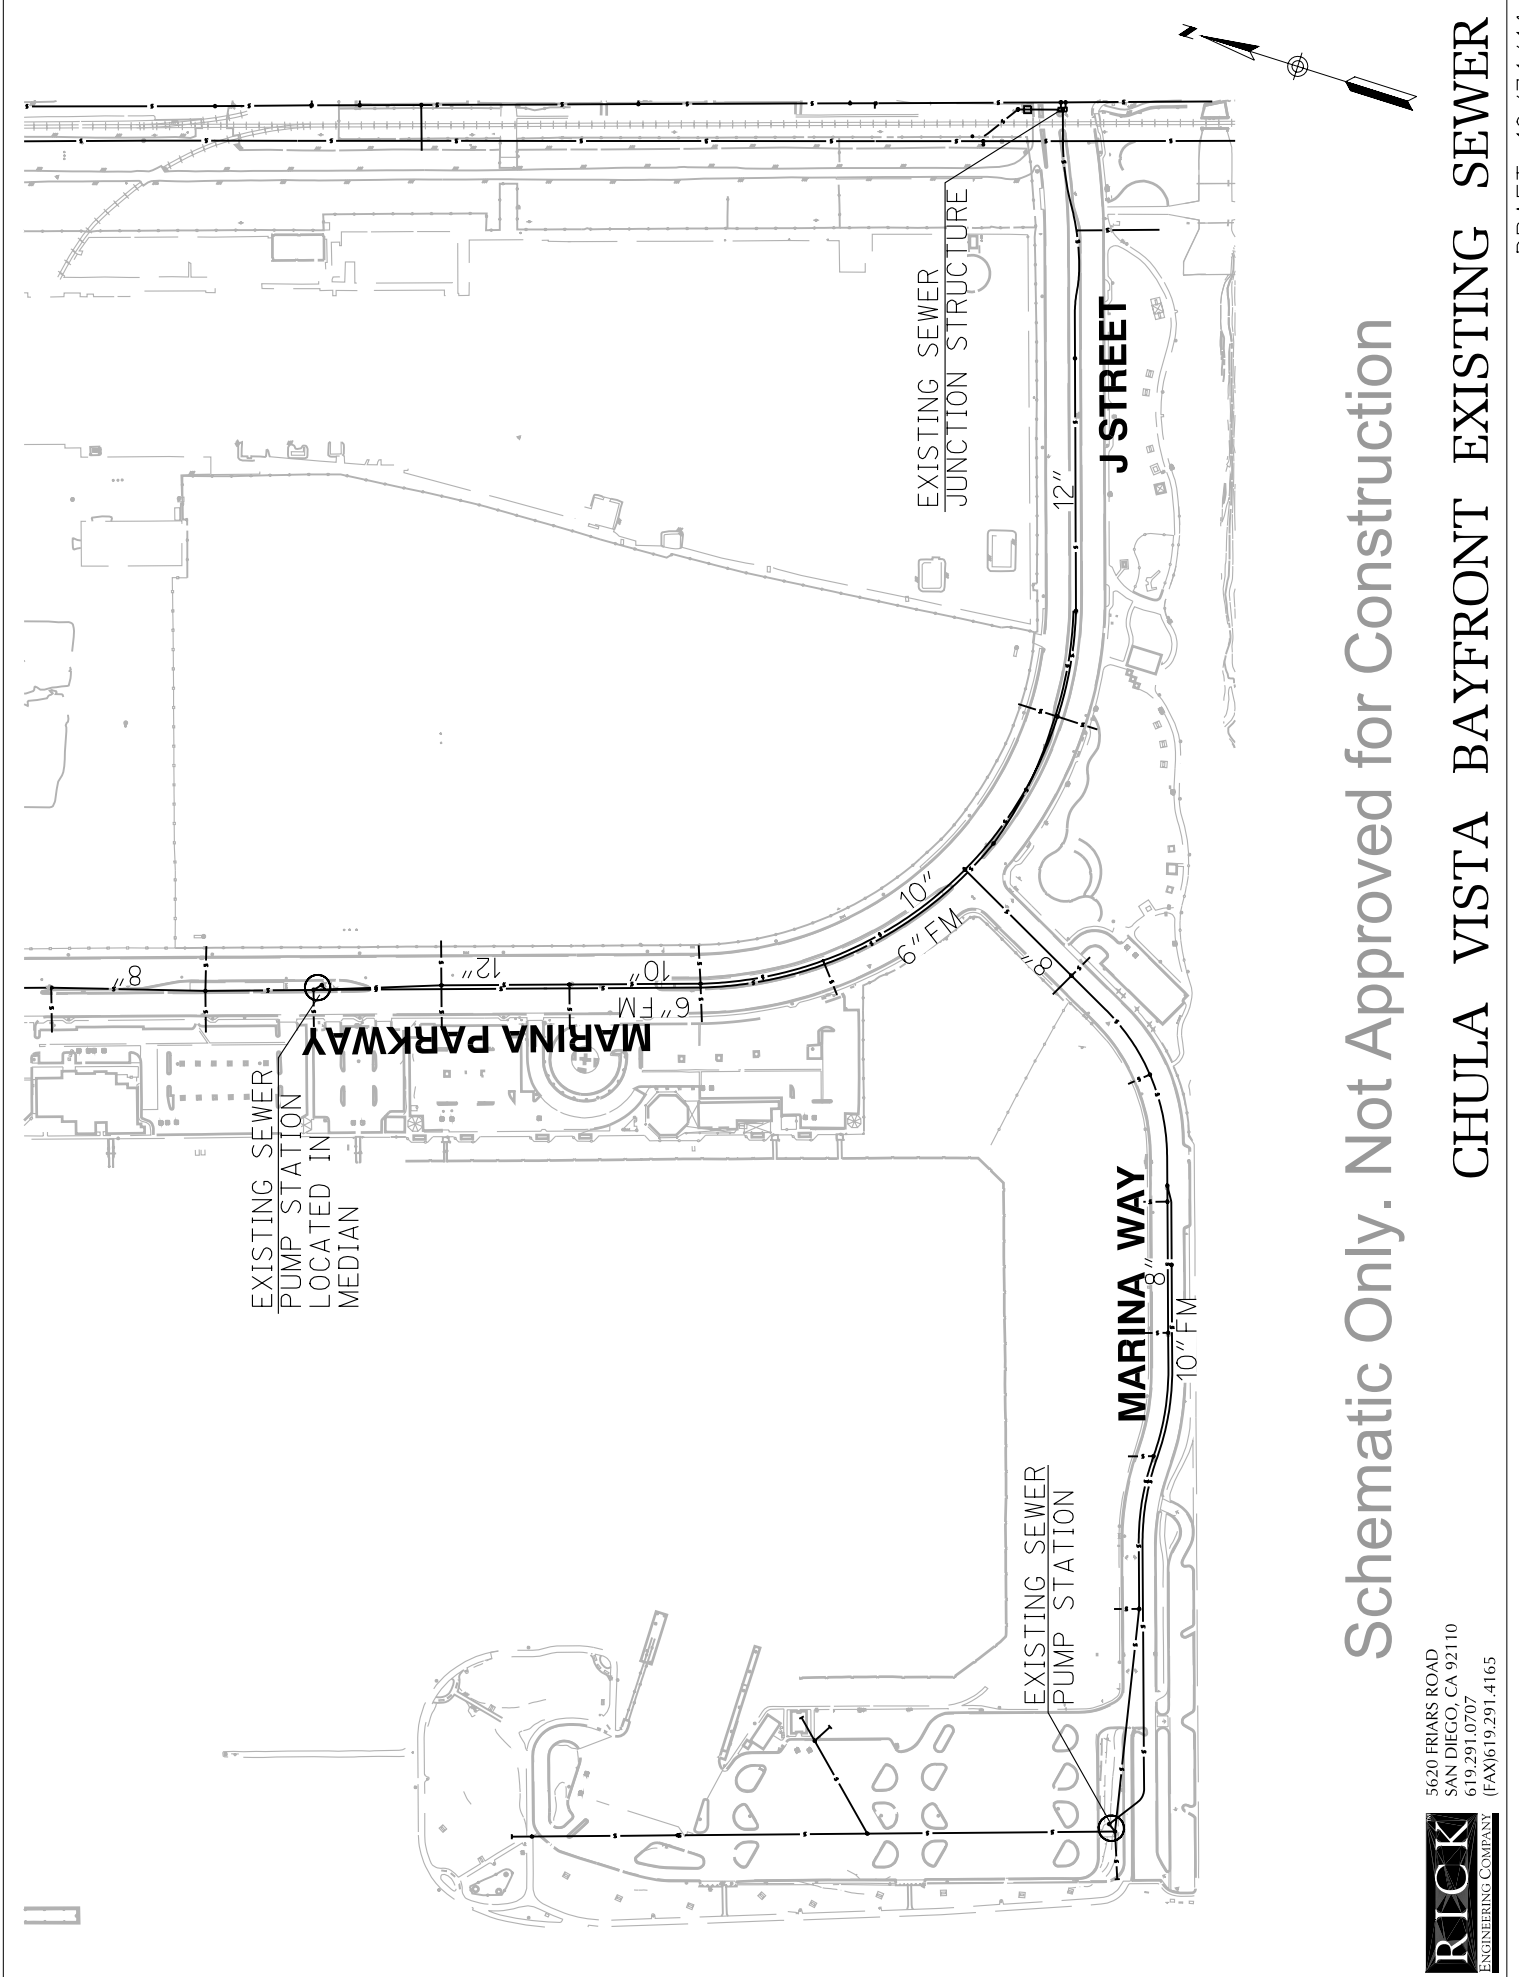 EXISTING SEWER
JUNCTION STRUCTURE
J STREET
12"
10"
6" FM
8"
8"
12"
10"
6" FM
MARINA PARKWAY
EXISTING SEWER
PUMP STATION
LOCATED IN
MEDIAN
MARINA WAY
8"
10" FM
EXISTING SEWER
PUMP STATION
Schematic Only. Not Approved for Construction
CHULA VISTA BAYFRONT EXISTING SEWER
RICK
ENGINEERING COMPANY
5620 FRIARS ROAD
SAN DIEGO, CA 92110
619.291.0707
(FAX)619.291.4165